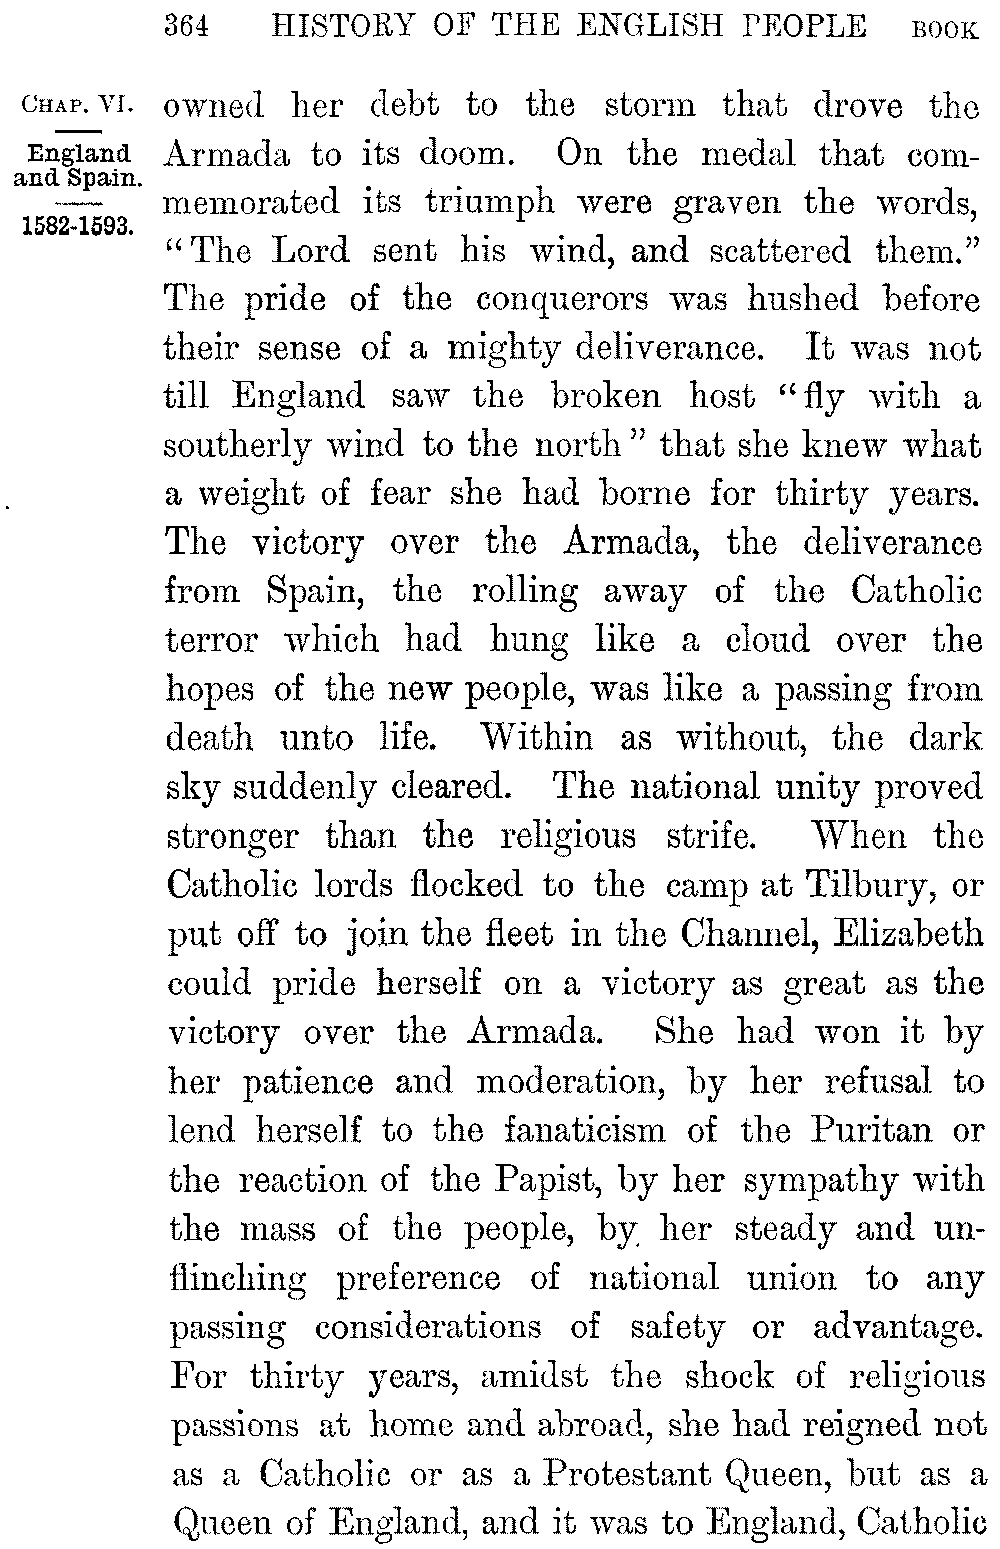 364 HISTORY OF THE ENGLISH PEOPLE BOOK
CHAP. VI.
England
and Spain.
1582-1593.
owned her debt to the storm that drove the
Armada to its doom. On the medal that com-
memorated its triumph were graven the words,
“The Lord sent his wind, and scattered them.”
The pride of the conquerors was hushed before
their sense of a mighty deliverance. It was not
till England saw the broken host “fly with a
southerly wind to the north” that she knew what
a weight of fear she had borne for thirty years.
The victory over the Armada, the deliverance
from Spain, the rolling away of the Catholic
terror which had hung like a cloud over the
hopes of the new people, was like a passing from
death unto life. Within as without, the dark
sky suddenly cleared. The national unity proved
stronger than the religious strife. When the
Catholic lords flocked to the camp at Tilbury, or
put off to join the fleet in the Channel, Elizabeth
could pride herself on a victory as great as the
victory over the Armada. She had won it by
her patience and moderation, by her refusal to
lend herself to the fanaticism of the Puritan or
the reaction of the Papist, by her sympathy with
the mass of the people, by her steady and un-
flinching preference of national union to any
passing considerations of safety or advantage.
For thirty years, amidst the shock of religious
passions at home and abroad, she had reigned not
as a Catholic or as a Protestant Queen, but as a
Queen of England, and it was to England, Catholic